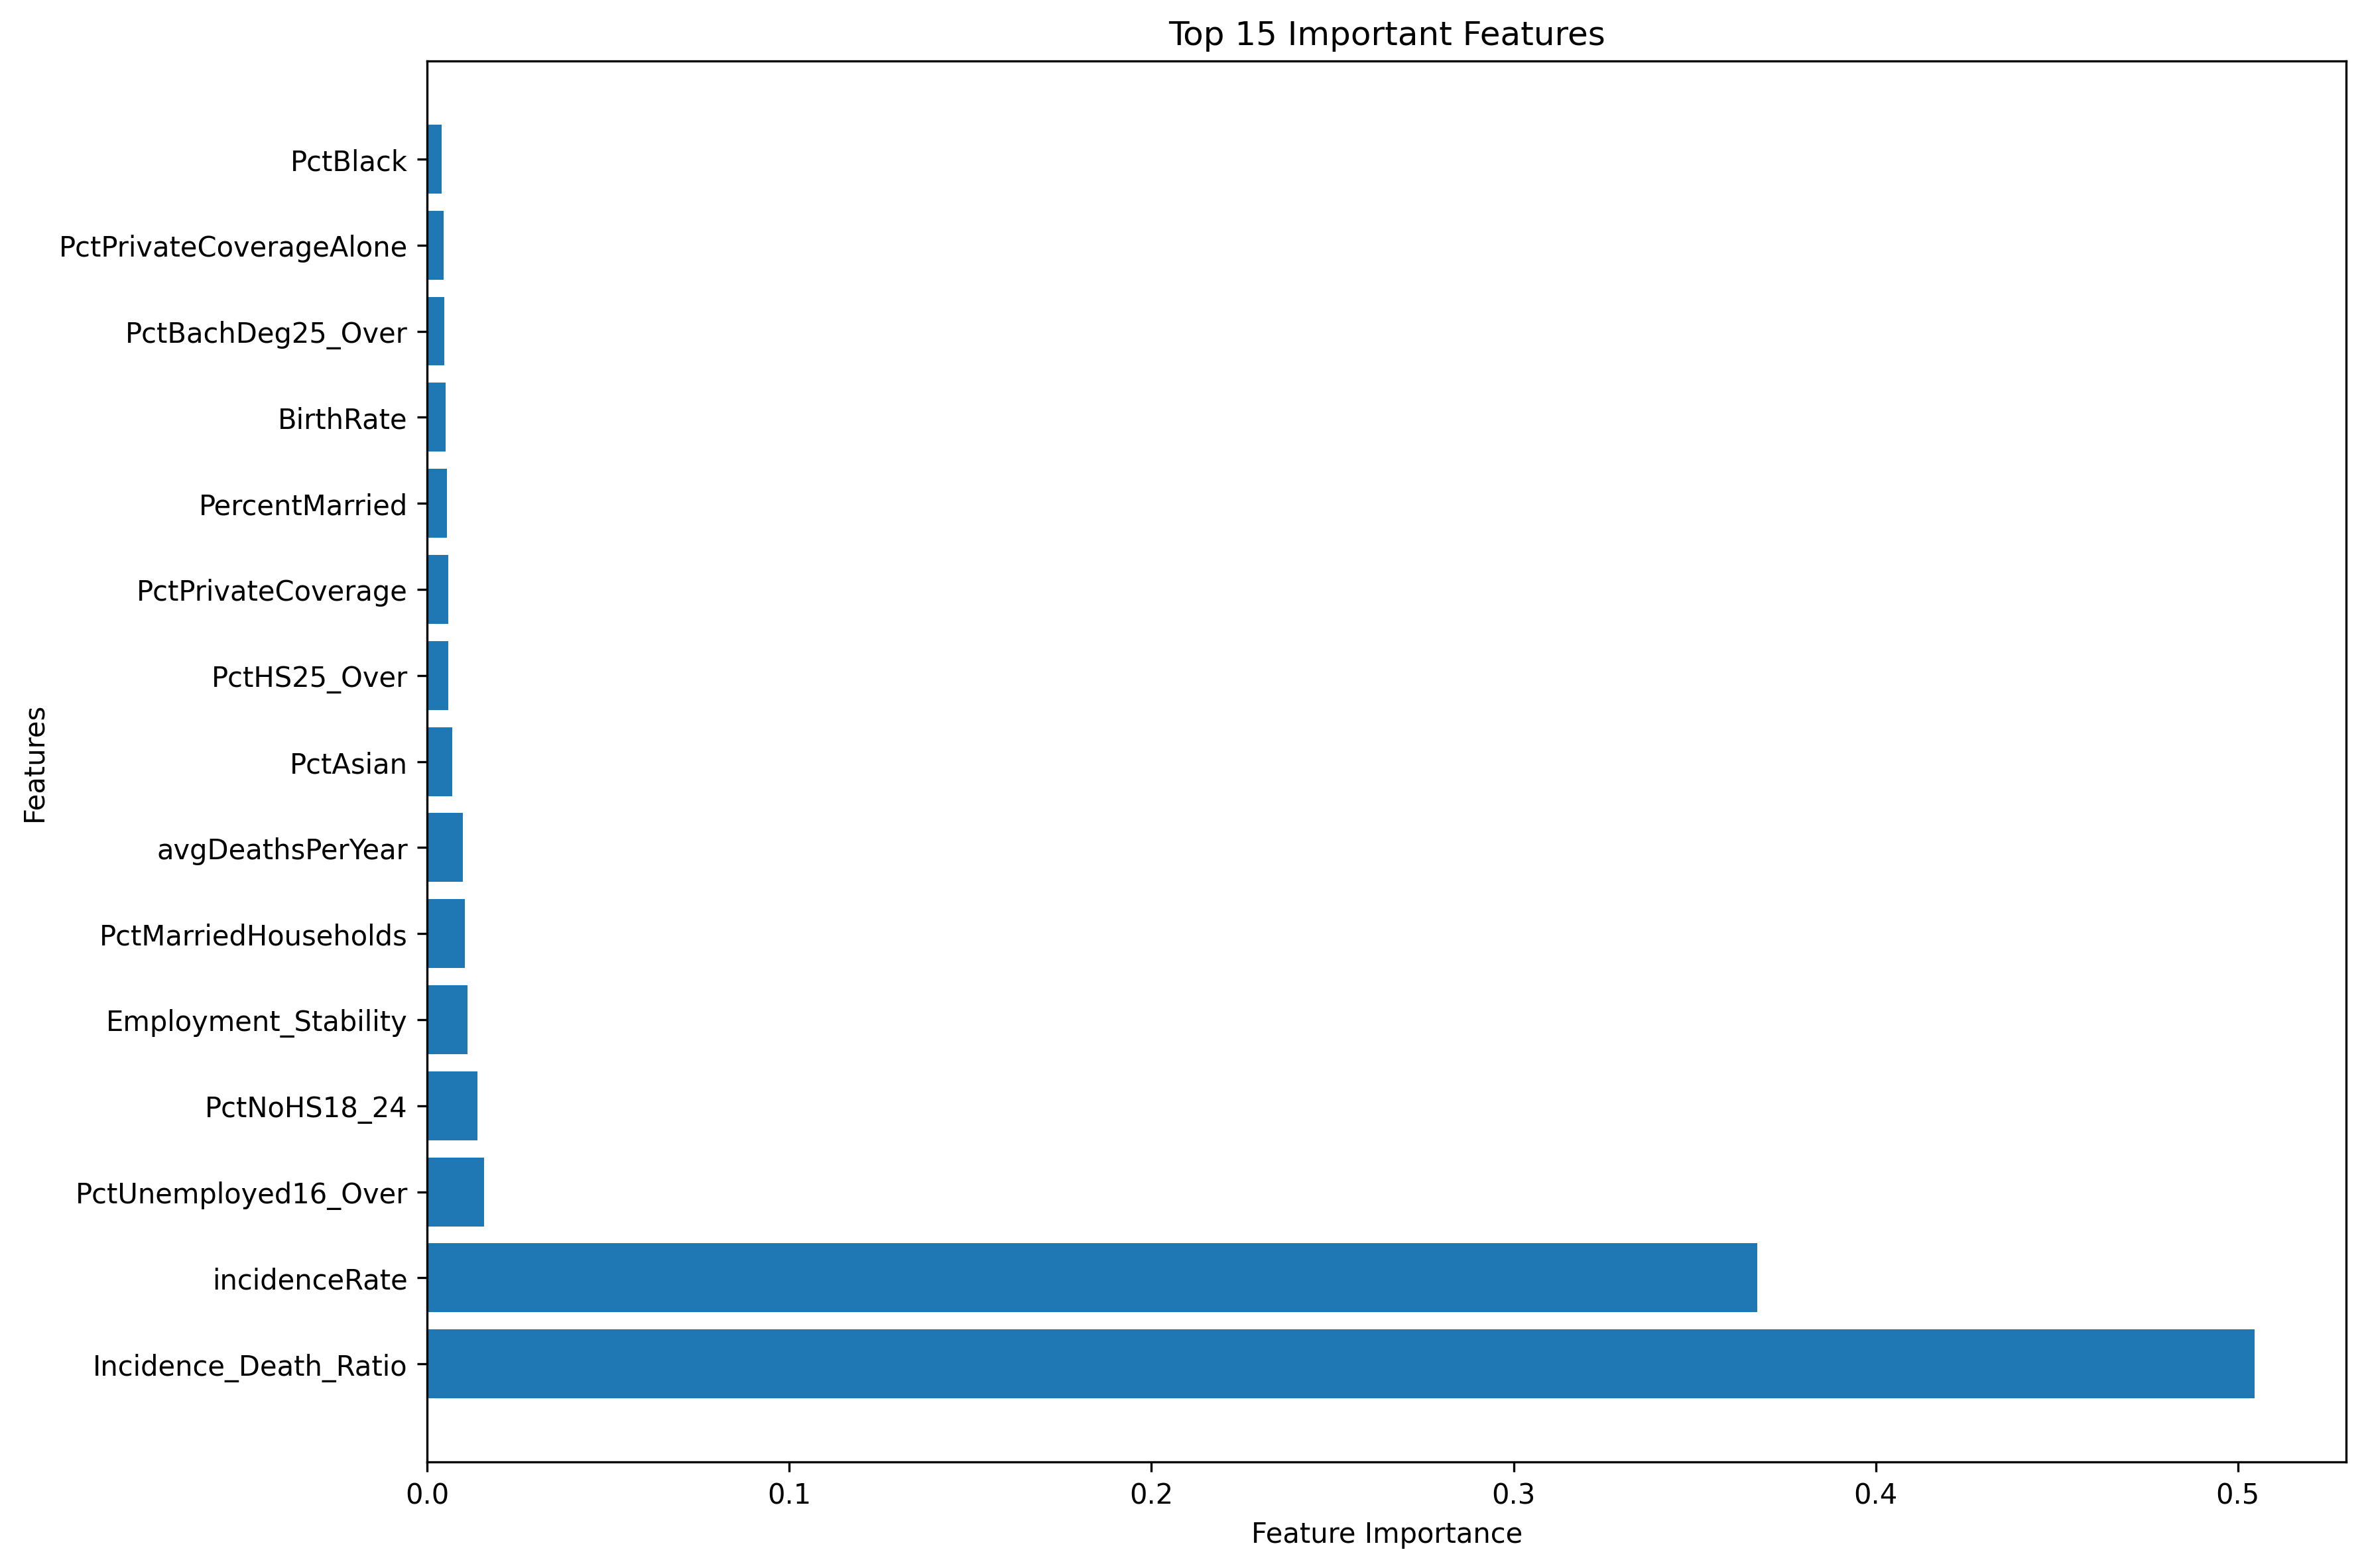 Top 15 Important Features
PctBlack
PctPrivateCoverageAlone
PctBachDeg25_Over
BirthRate
PercentMarried
PctPrivateCoverage
PctHS25_Over
PctAsian
avgDeathsPerYear
PctMarriedHouseholds
Employment_Stability
PctNoHS18_24
PctUnemployed16_Over
incidenceRate
Incidence_Death_Ratio
Features
0.0 0.1 0.2 0.3 0.4 0.5
Feature Importance